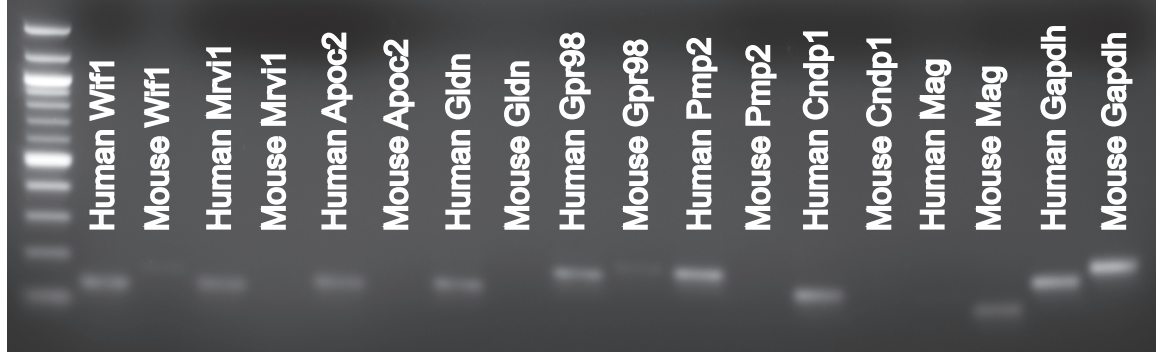 Human Wif1
Mouse Wif1
Human Mrvi1
Mouse Mrvi1
Human Apoc2
Mouse Apoc2
Human Gldn
Mouse Gldn
Human Gpr98
Mouse Gpr98
Human Pmp2
Mouse Pmp2
Human Cndp1
Mouse Cndp1
Human Mag
Mouse Mag
Human Gapdh
Mouse Gapdh